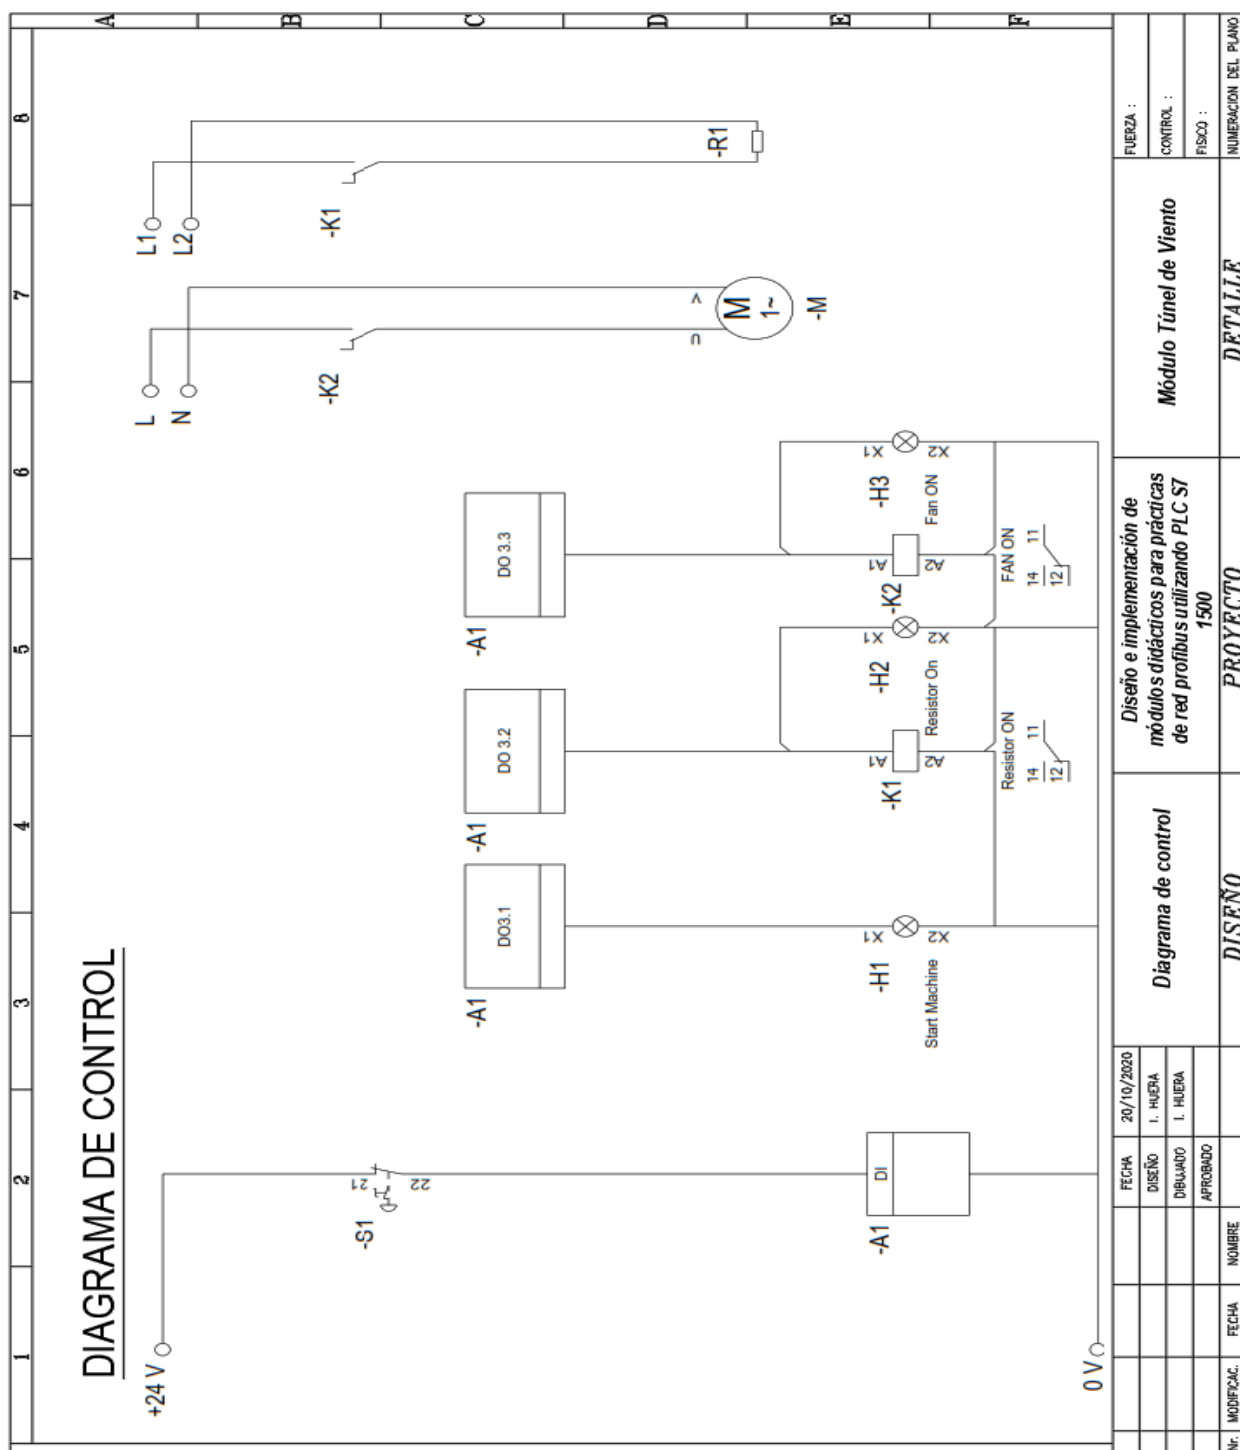 1 2 3 4 5 6 7 8
A
B
C
D
E
F
DIAGRAMA DE CONTROL
+24 V
0 V
-S1
21
22
-A1
DI
-A1
DO3.1
-H1
X1
X2
Start Machine
-A1
DO 3.2
-K1
A1
A2
-H2
X1
X2
Resistor On
Resistor ON
14
12
11
-A1
DO 3.3
-K2
A1
A2
-H3
X1
X2
Fan ON
FAN ON
14
12
11
L
N
-K2
U
V
M
1~
-M
L1
L2
-K1
-R1
Nr.
MODIFICAC.
FECHA
NOMBRE
FECHA 20/10/2020
DISEÑO I. HUERA
DIBUJADO I. HUERA
APROBADO
Diagrama de control
DISEÑO
Diseño e implementación de
módulos didácticos para prácticas
de red profibus utilizando PLC S7
1500
PROYECTO
Módulo Túnel de Viento
DETALLE
FUERZA :
CONTROL :
FISICO :
NUMERACION DEL PLANO